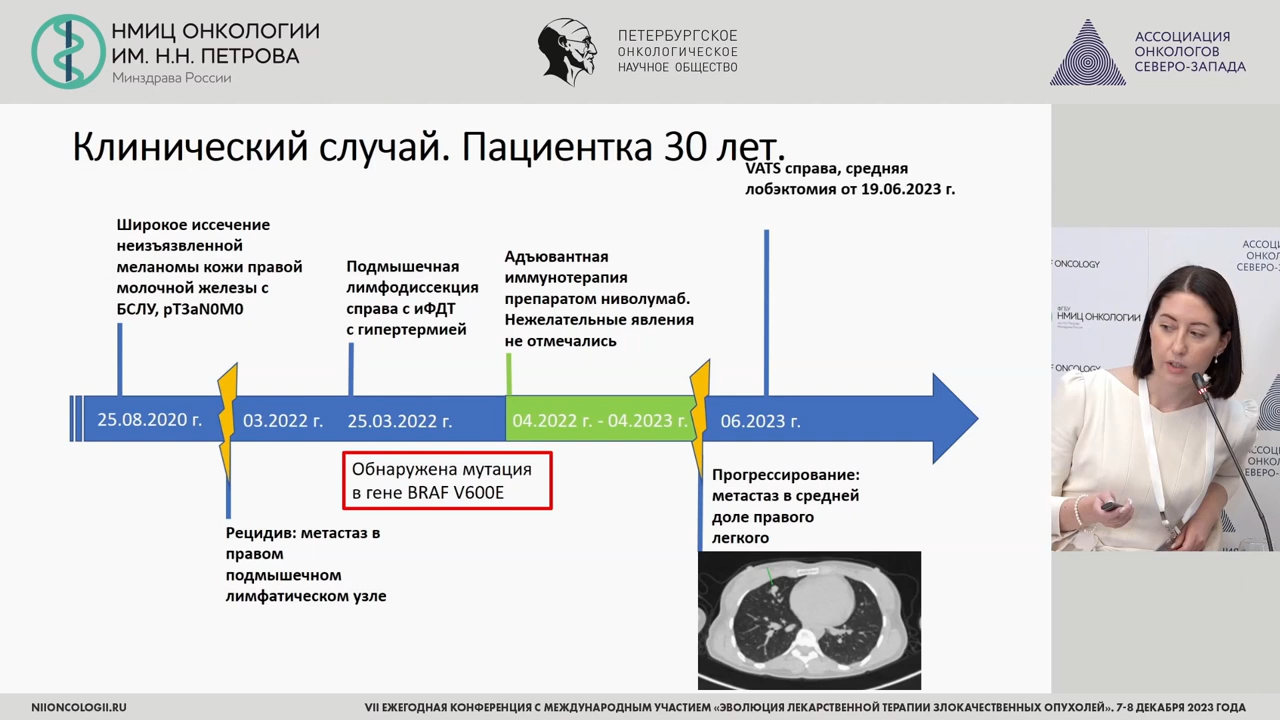 НМИЦ ОНКОЛОГИИ
ИМ. Н.Н. ПЕТРОВА
Минздрава России
ПЕТЕРБУРГСКОЕ
ОНКОЛОГИЧЕСКОЕ
НАУЧНОЕ ОБЩЕСТВО
АССОЦИАЦИЯ
ОНКОЛОГОВ
СЕВЕРО-ЗАПАДА
Клинический случай. Пациентка 30 лет.
VATS справа, средняя
лобэктомия от 19.06.2023 г.
Широкое иссечение
неизъязвленной
меланомы кожи правой
молочной железы с
БСЛУ, pT3aN0M0
Подмышечная
лимфодиссекция
справа с иФДТ
с гипертермией
Адъювантная
иммунотерапия
препаратом ниволумаб.
Нежелательные явления
не отмечались
25.08.2020 г.
03.2022 г.
25.03.2022 г.
04.2022 г. - 04.2023 г.
06.2023 г.
Обнаружена мутация
в гене BRAF V600E
Рецидив: метастаз в
правом
подмышечном
лимфатическом узле
Прогрессирование:
метастаз в средней
доле правого
легкого
F ONCOLOGY
НМИЦ ОНКОЛОГИИ
F ONCOLOGY
NIIONCOLOGII.RU
VII ЕЖЕГОДНАЯ КОНФЕРЕНЦИЯ С МЕЖДУНАРОДНЫМ УЧАСТИЕМ «ЭВОЛЮЦИЯ ЛЕКАРСТВЕННОЙ ТЕРАПИИ ЗЛОКАЧЕСТВЕННЫХ ОПУХОЛЕЙ». 7-8 ДЕКАБРЯ 2023 ГОДА